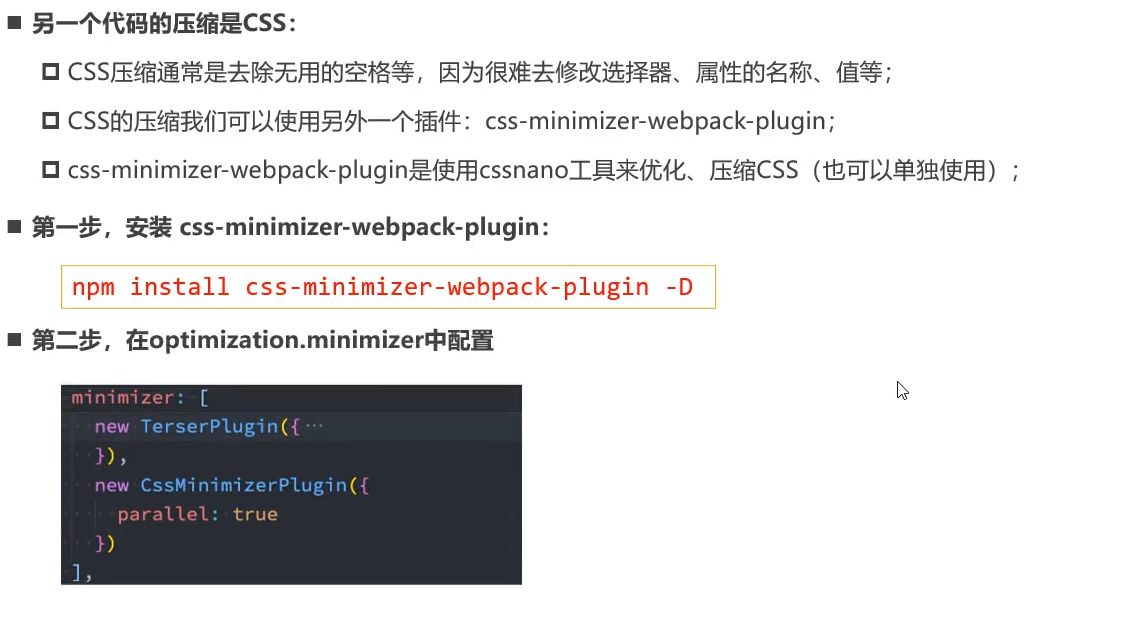 另一个代码的压缩是CSS：
CSS压缩通常是去除无用的空格等，因为很难去修改选择器、属性的名称、值等；
CSS的压缩我们可以使用另外一个插件：css-minimizer-webpack-plugin；
css-minimizer-webpack-plugin是使用cssnano工具来优化、压缩CSS（也可以单独使用）；
第一步，安装 css-minimizer-webpack-plugin：
npm install css-minimizer-webpack-plugin -D
第二步，在optimization.minimizer中配置
minimizer: [
new TerserPlugin({···
}),
new CssMinimizerPlugin({
parallel: true
})
],